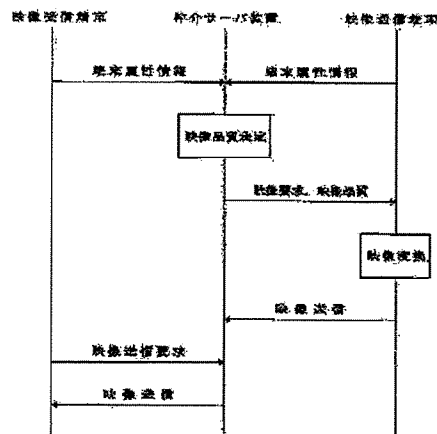 映像受信端末 仲介サーバ装置 映像送信端末
端末属性情報 端末属性情報
映像品質決定
映像要求、映像品質
映像変換
映像送信
映像送信要求
映像送信